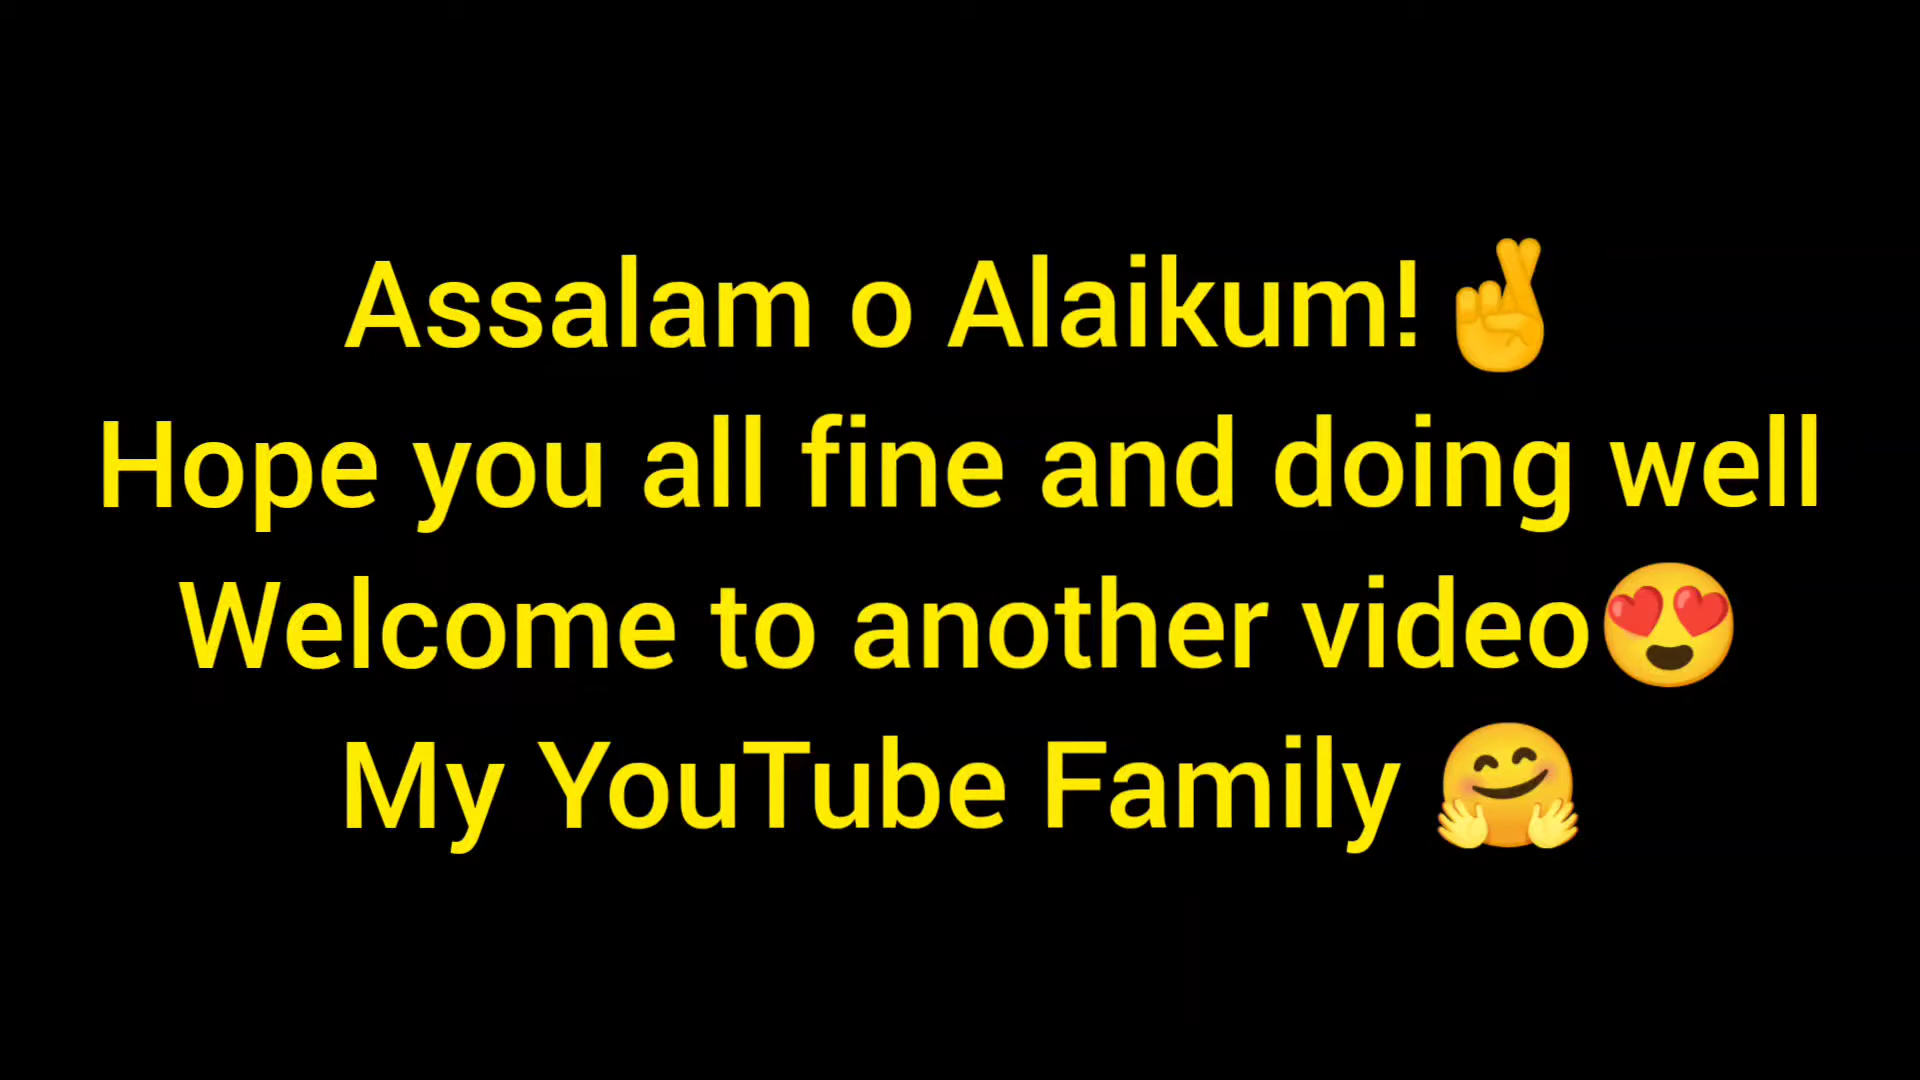 Assalam o Alaikum!🤞
Hope you all fine and doing well
Welcome to another video😍
My YouTube Family 🤗